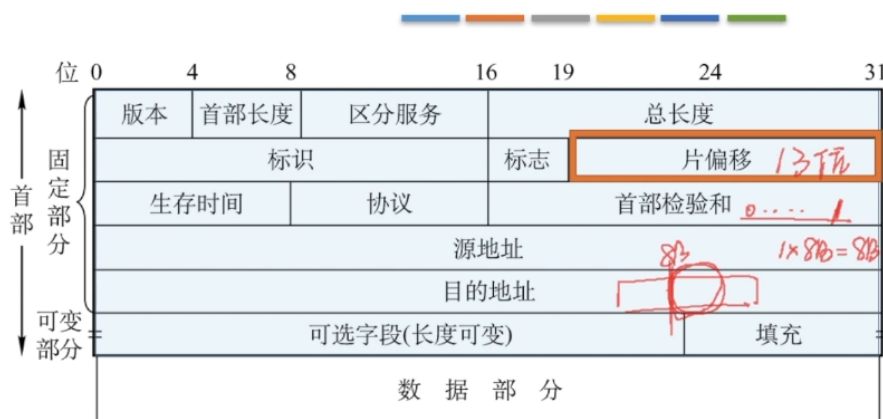 位 0 4 8 16 19 24 31
版本 首部长度 区分服务 总长度
标识 标志 片偏移 13位
生存时间 协议 首部检验和 0.... 1
源地址 8B 1×8B=8B
目的地址
可选字段(长度可变) 填充
数据部分
首部
固定部分
可变部分